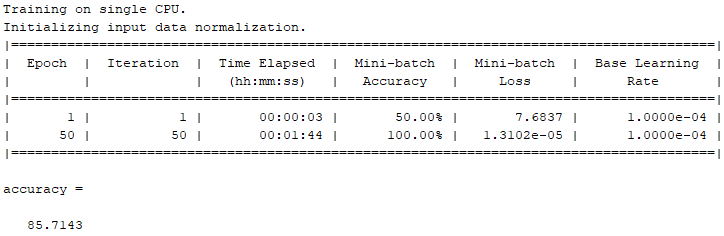 Training on single CPU.
Initializing input data normalization.
|========================================================================================|
|  Epoch  |  Iteration  |  Time Elapsed  |  Mini-batch  |  Mini-batch  |  Base Learning  |
|         |             |   (hh:mm:ss)   |   Accuracy   |     Loss     |      Rate       |
|========================================================================================|
|       1 |           1 |       00:00:03 |       50.00% |       7.6837 |      1.0000e-04 |
|      50 |          50 |       00:01:44 |      100.00% |   1.3102e-05 |      1.0000e-04 |
|========================================================================================|
accuracy =
85.7143